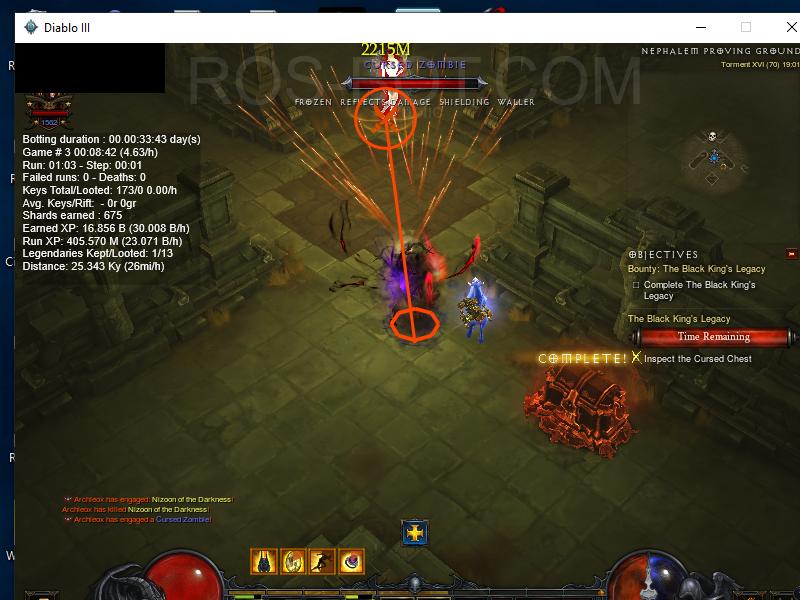 Diablo III
2215M
CURSED ZOMBIE
FROZEN REFLECTS DAMAGE SHIELDING WALLER
NEPHALEM PROVING GROUND
Torment XVI (70) 19:01
1562
Botting duration : 00.00:33:43 day(s)
Game # 3 00:08:42 (4.63/h)
Run: 01:03 - Step: 00:01
Failed runs: 0 - Deaths: 0
Keys Total/Looted: 173/0 0.00/h
Avg. Keys/Rift: - 0r 0gr
Shards earned : 675
Earned XP: 16.856 B (30.008 B/h)
Run XP: 405.570 M (23.071 B/h)
Legendaries Kept/Looted: 1/13
Distance: 25.343 Ky (26mi/h)
OBJECTIVES
Bounty: The Black King's Legacy
Complete The Black King's
Legacy
The Black King's Legacy
Time Remaining
COMPLETE! Inspect the Cursed Chest
Archleox has engaged: Nizoon of the Darkness!
Archleox has killed Nizoon of the Darkness!
Archleox has engaged a Cursed Zombie!